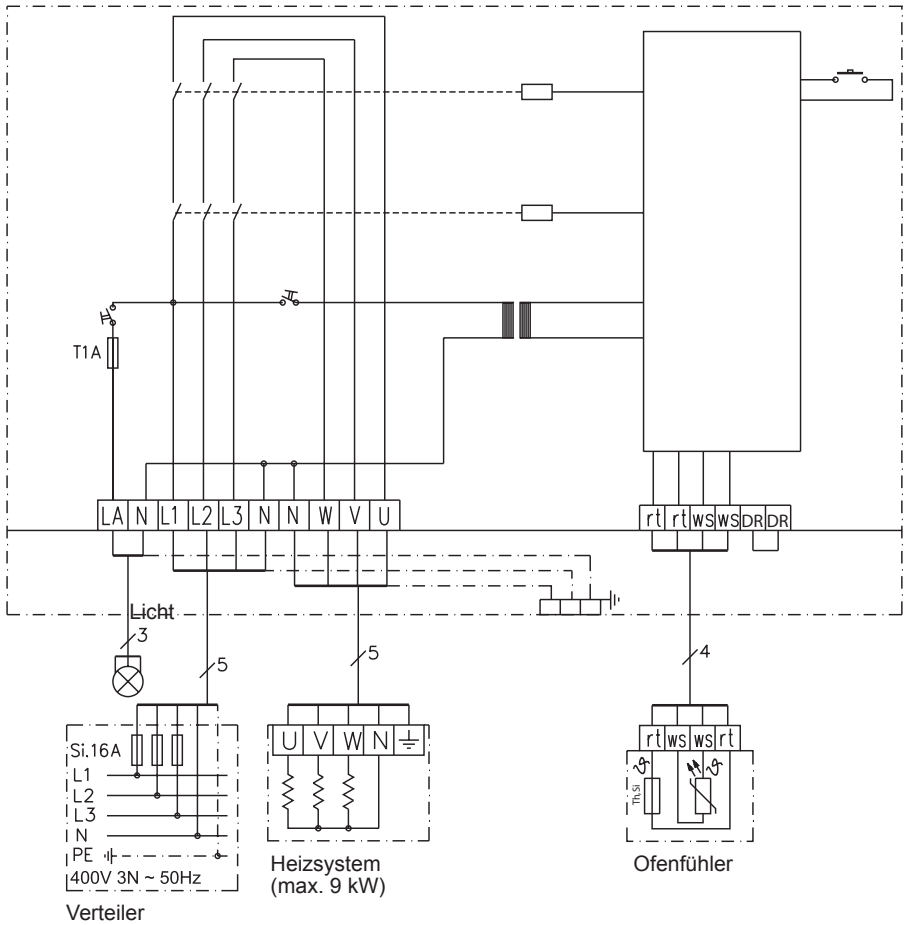 T1A
LA N L1 L2 L3 N N W V U
rt rt ws ws DR DR
Licht
3
5
5
4
Si.16A
L1
L2
L3
N
PE
400V 3N ~ 50Hz
Verteiler
U V W N
Heizsystem
(max. 9 kW)
rt ws ws rt
ϑ
ϑ
Th,Si
Ofenfühler